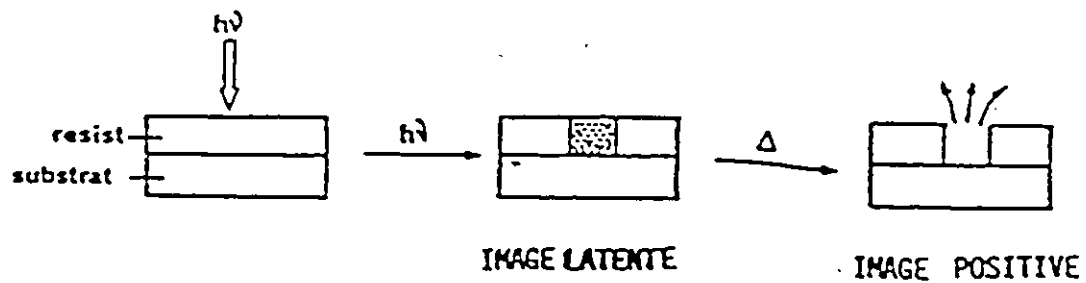 hν
resist
substrat
hν
Δ
IMAGE LATENTE
IMAGE POSITIVE